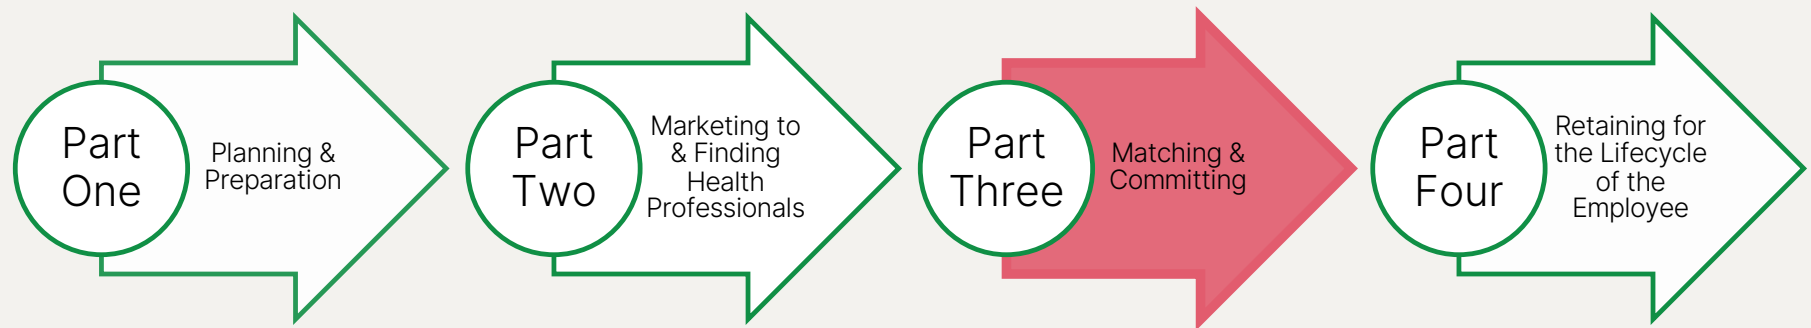 Part
One
Planning &
Preparation
Part
Two
Marketing to
& Finding
Health
Professionals
Part
Three
Matching &
Committing
Part
Four
Retaining for
the Lifecycle
of the
Employee